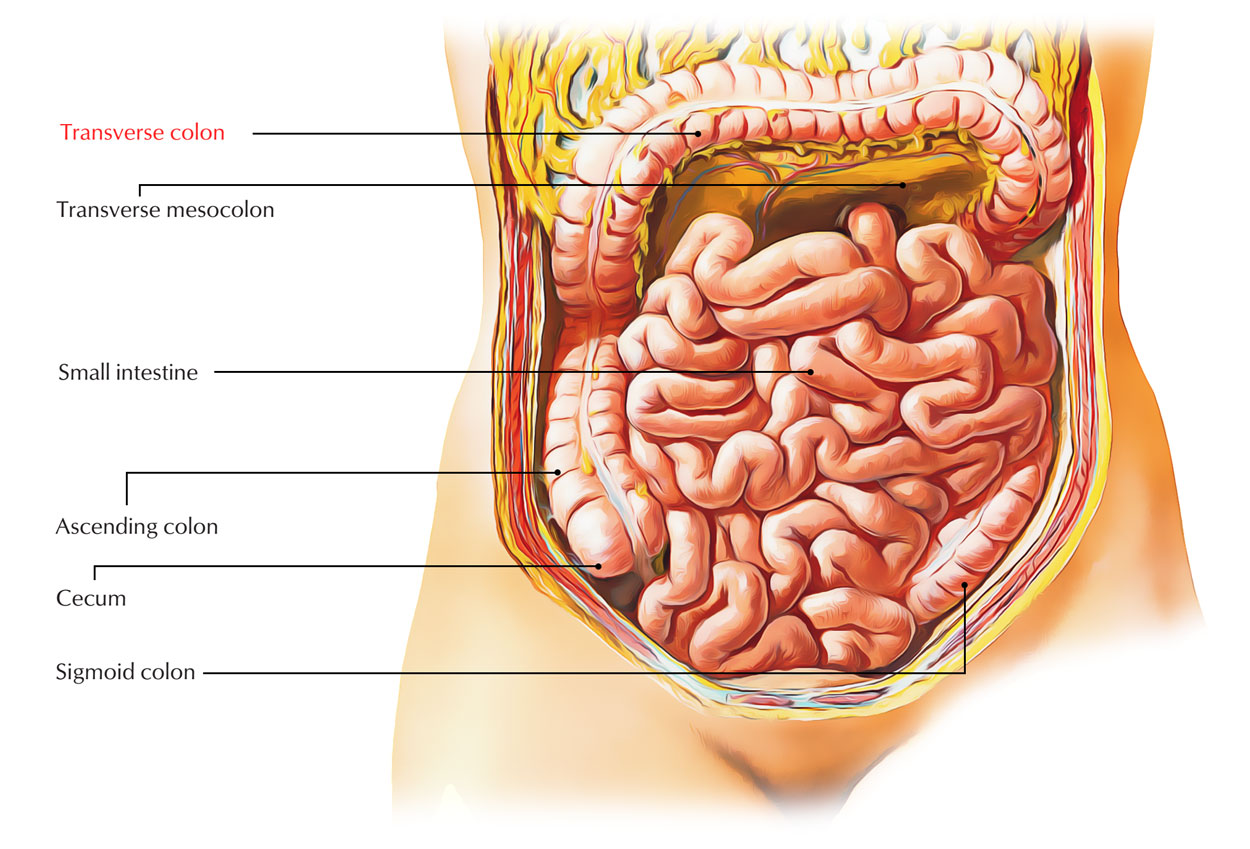 Transverse colon
Transverse mesocolon
Small intestine
Ascending colon
Cecum
Sigmoid colon